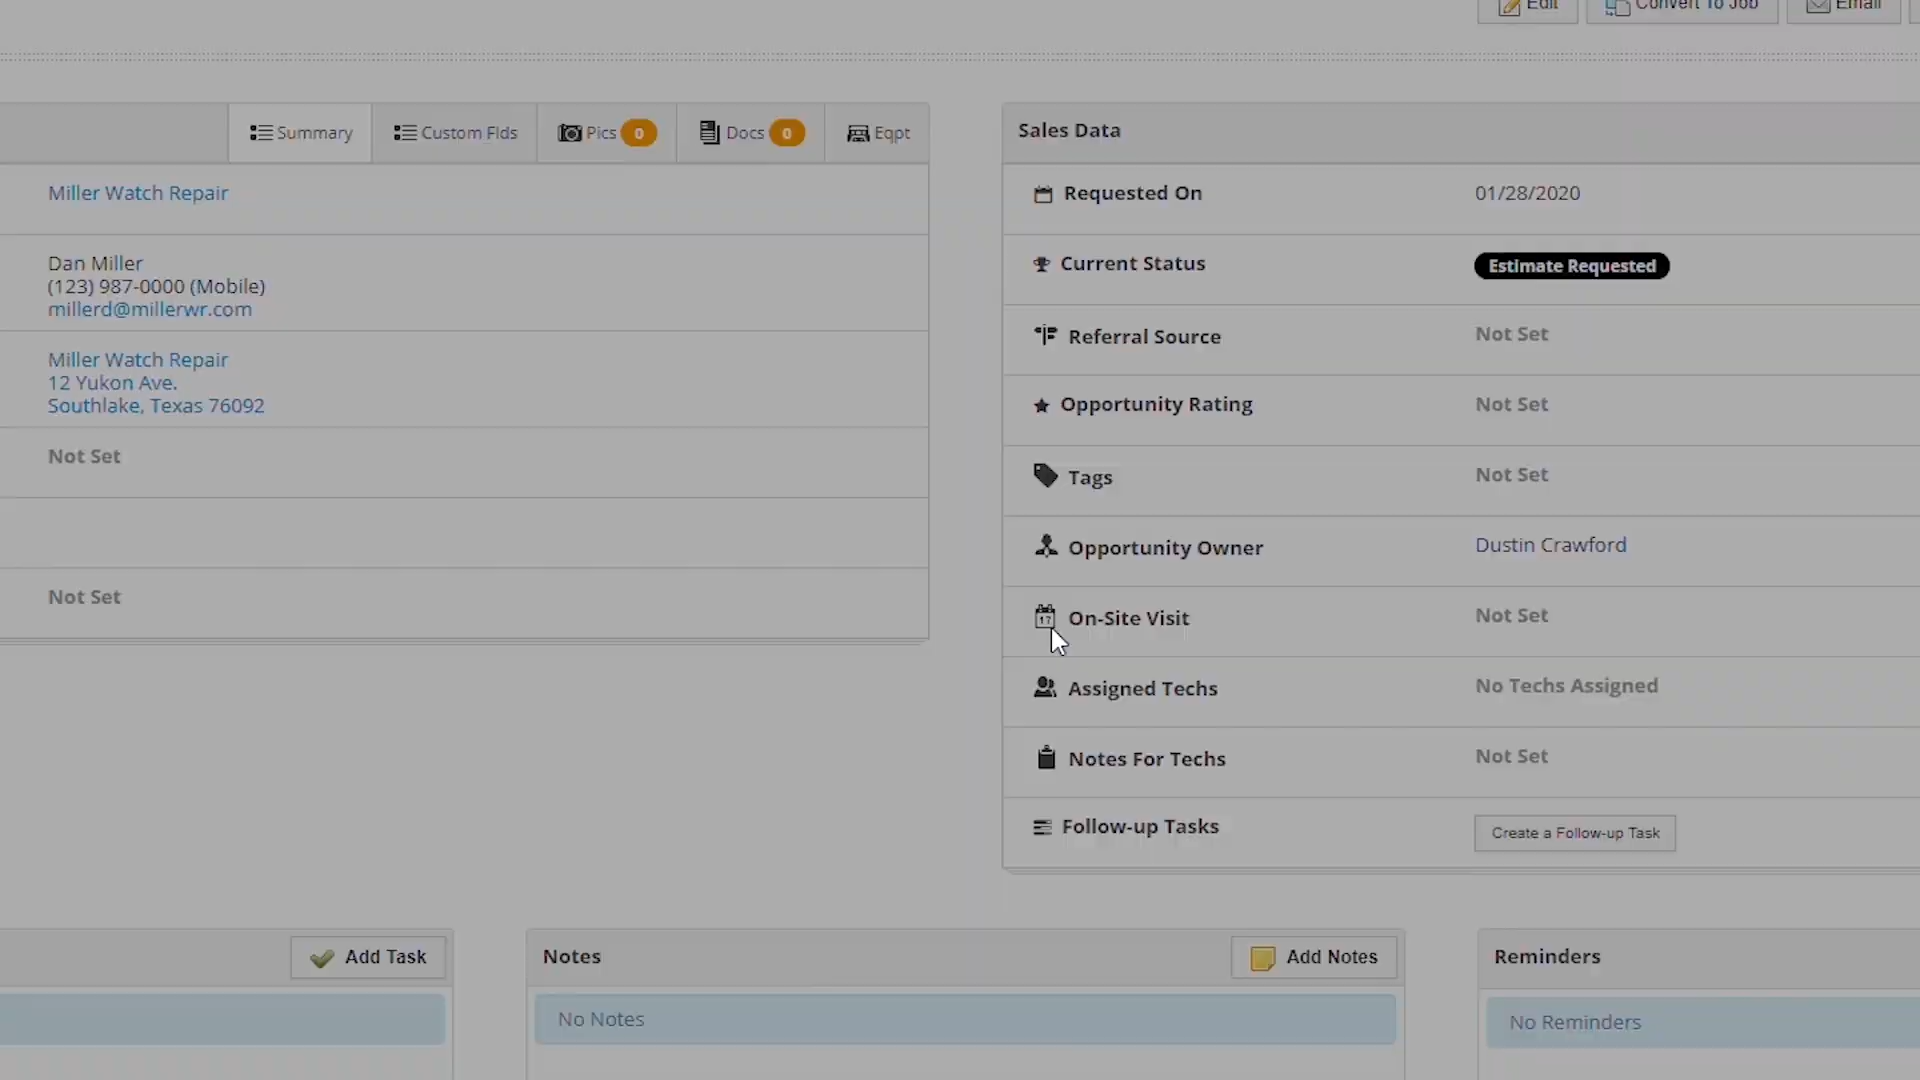 Edit
Convert To Job
Email
Summary
Custom Flds
Pics 0
Docs 0
Eqpt
Miller Watch Repair
Dan Miller
(123) 987-0000 (Mobile)
millerd@millerwr.com
Miller Watch Repair
12 Yukon Ave.
Southlake, Texas 76092
Not Set
Not Set
Sales Data
Requested On 01/28/2020
Current Status Estimate Requested
Referral Source Not Set
Opportunity Rating Not Set
Tags Not Set
Opportunity Owner Dustin Crawford
17 On-Site Visit Not Set
Assigned Techs No Techs Assigned
Notes For Techs Not Set
Follow-up Tasks Create a Follow-up Task
Add Task
Notes
Add Notes
No Notes
Reminders
No Reminders